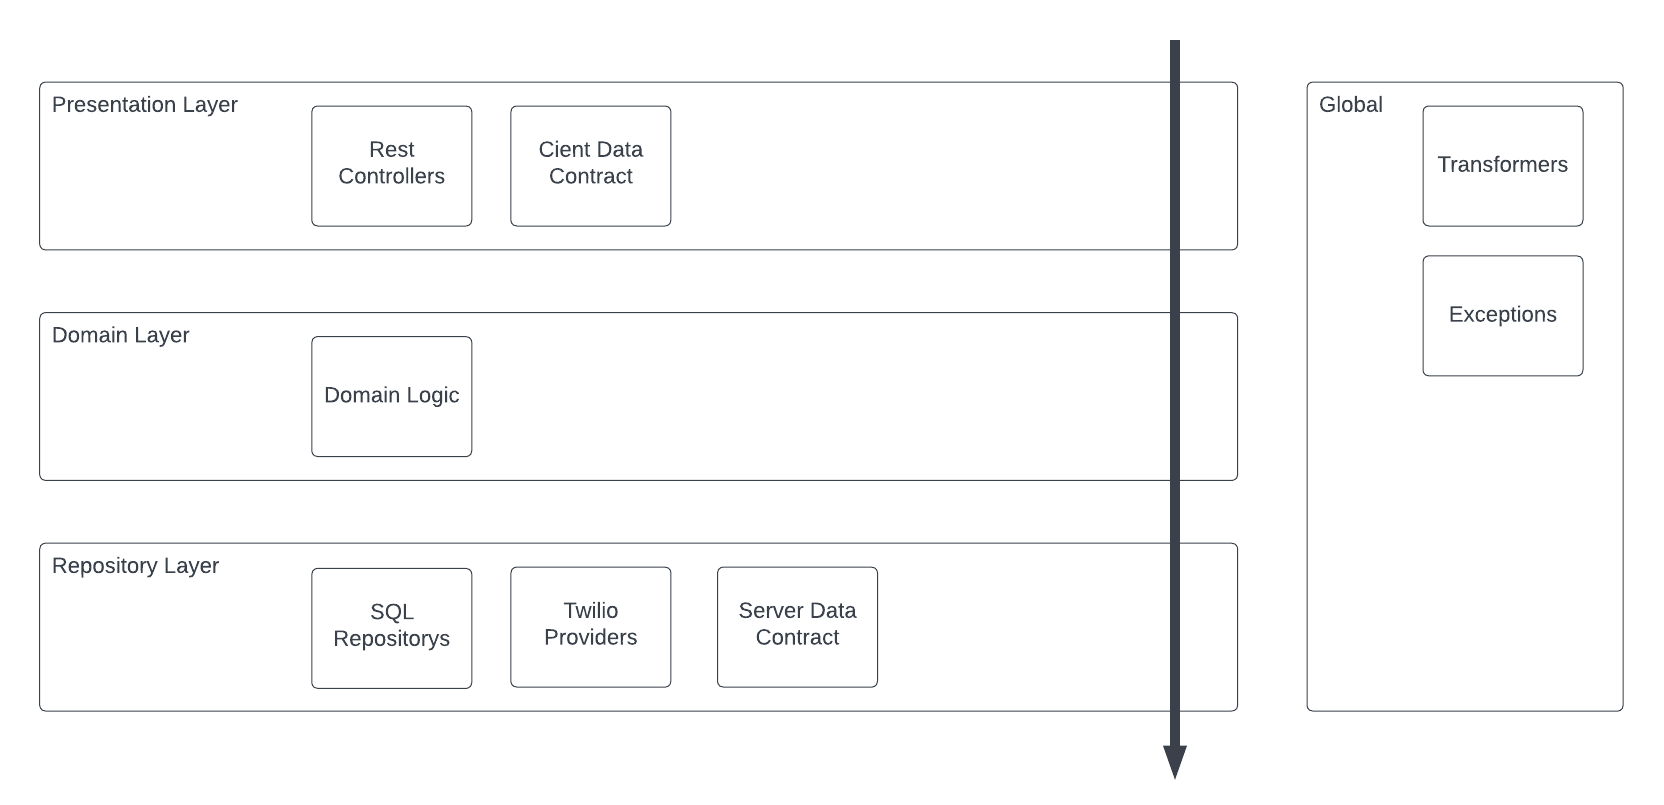 Presentation Layer
Rest
Controllers
Cient Data
Contract
Domain Layer
Domain Logic
Repository Layer
SQL
Repositorys
Twilio
Providers
Server Data
Contract
Global
Transformers
Exceptions